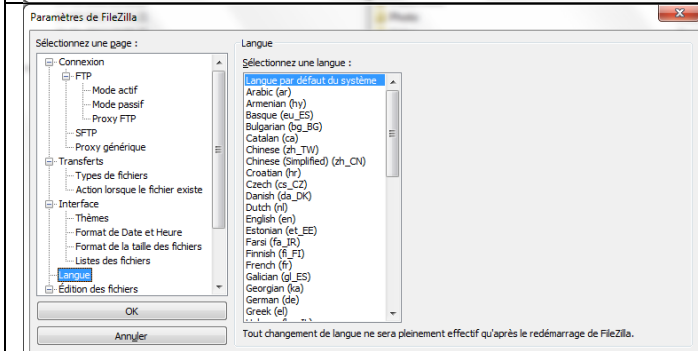 Paramètres de FileZilla
Sélectionnez une page :
Connexion
FTP
Mode actif
Mode passif
Proxy FTP
SFTP
Proxy générique
Transferts
Types de fichiers
Action lorsque le fichier existe
Interface
Thèmes
Format de Date et Heure
Format de la taille des fichiers
Listes des fichiers
Langue
Édition des fichiers
OK
Annuler
Langue
Sélectionnez une langue :
Langue par défaut du système
Arabic (ar)
Armenian (hy)
Basque (eu_ES)
Bulgarian (bg_BG)
Catalan (ca)
Chinese (zh_TW)
Chinese (Simplified) (zh_CN)
Croatian (hr)
Czech (cs_CZ)
Danish (da_DK)
Dutch (nl)
English (en)
Estonian (et_EE)
Farsi (fa_IR)
Finnish (fi_FI)
French (fr)
Galician (gl_ES)
Georgian (ka)
German (de)
Greek (el)
Tout changement de langue ne sera pleinement effectif qu'après le redémarrage de FileZilla.